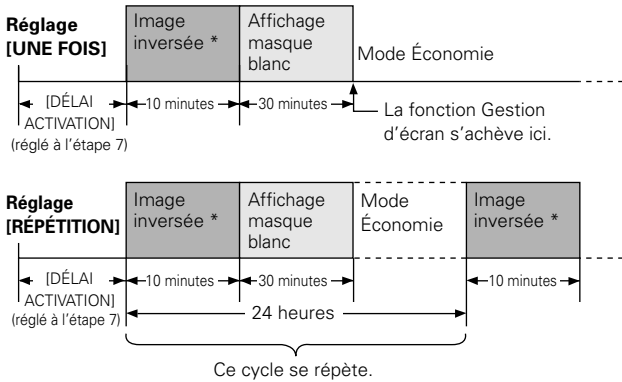 Réglage
[UNE FOIS]
Image
inversée *
Affichage
masque
blanc
Mode Économie
[DÉLAI
ACTIVATION]
(réglé à l'étape 7)
10 minutes
30 minutes
La fonction Gestion
d'écran s'achève ici.
Réglage
[RÉPÉTITION]
Image
inversée *
Affichage
masque
blanc
Mode
Économie
Image
inversée *
[DÉLAI
ACTIVATION]
(réglé à l'étape 7)
10 minutes
30 minutes
10 minutes
24 heures
Ce cycle se répète.